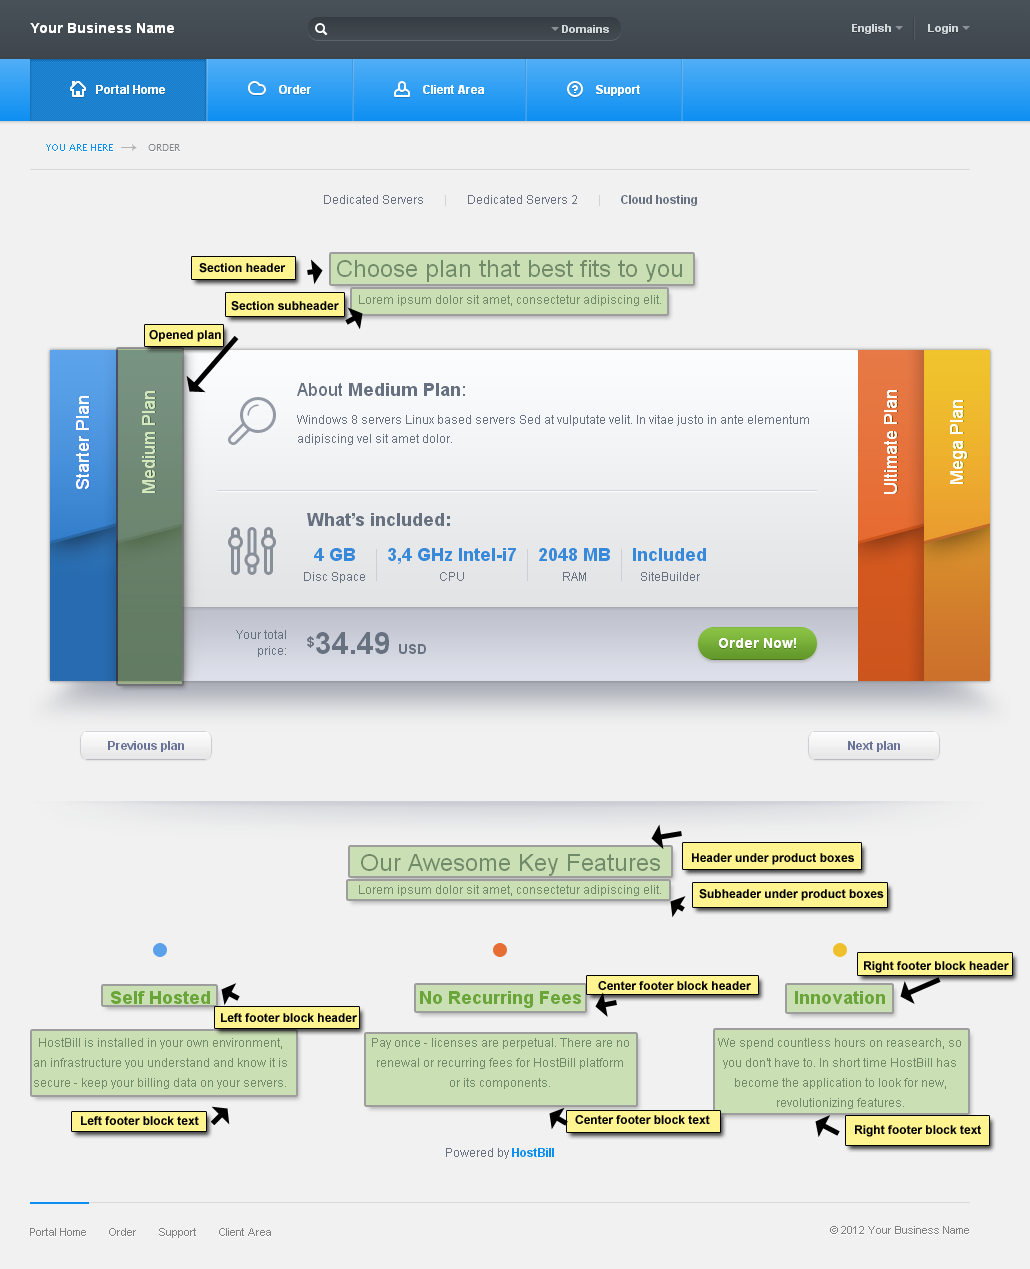 Your Business Name
Domains
English
Login
Portal Home
Order
Client Area
Support
YOU ARE HERE
ORDER
Dedicated Servers
Dedicated Servers 2
Cloud hosting
Section header
Choose plan that best fits to you
Section subheader
Lorem ipsum dolor sit amet, consectetur adipiscing elit.
Opened plan
Starter Plan
Medium Plan
About Medium Plan:
Windows 8 servers Linux based servers Sed at vulputate velit. In vitae justo in ante elementum
adipiscing vel sit amet dolor.
What's included:
4 GB
Disc Space
3,4 GHz Intel-i7
CPU
2048 MB
RAM
Included
SiteBuilder
Your total
price:
$34.49 USD
Order Now!
Ultimate Plan
Mega Plan
Previous plan
Next plan
Our Awesome Key Features
Header under product boxes
Lorem ipsum dolor sit amet, consectetur adipiscing elit.
Subheader under product boxes
Self Hosted
Left footer block header
HostBill is installed in your own environment,
an infrastructure you understand and know it is
secure - keep your billing data on your servers.
Left footer block text
No Recurring Fees
Center footer block header
Pay once - licenses are perpetual. There are no
renewal or recurring fees for HostBill platform
or its components.
Center footer block text
Right footer block header
Innovation
We spend countless hours on reasearch, so
you don't have to. In short time HostBill has
become the application to look for new,
revolutionizing features.
Right footer block text
Powered by HostBill
Portal Home
Order
Support
Client Area
© 2012 Your Business Name